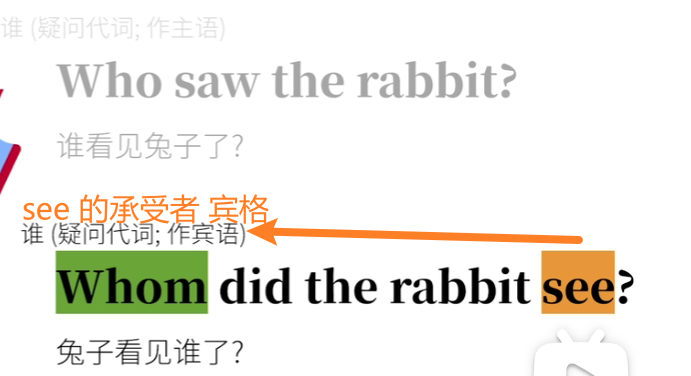 谁 (疑问代词; 作主语)
Who saw the rabbit?
谁看见兔子了?
see 的承受者 宾格
谁 (疑问代词; 作宾语)
Whom did the rabbit see?
兔子看见谁了?